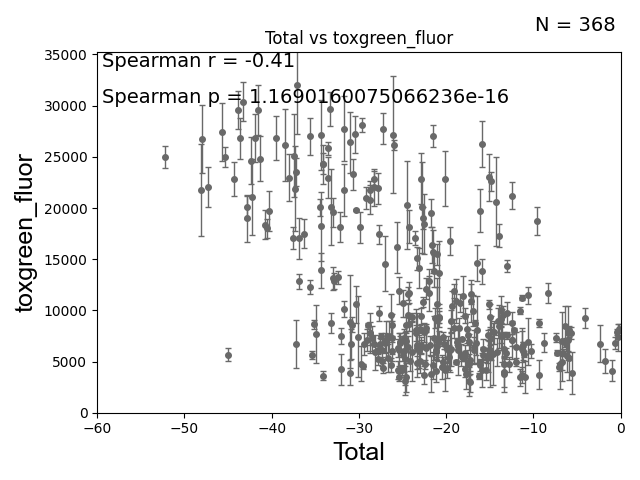 N = 368
Total vs toxgreen_fluor
Spearman r = -0.41
Spearman p = 1.1690160075066236e-16
toxgreen_fluor
35000
30000
25000
20000
15000
10000
5000
0
−60 −50 −40 −30 −20 −10 0
Total